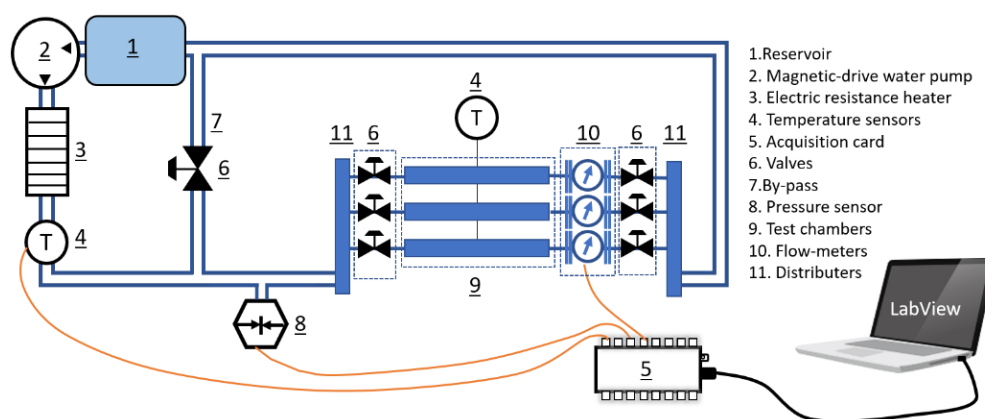 1
2
3
T
4
7
6
8
11
6
4
T
10
6
11
9
5
1.Reservoir
2. Magnetic-drive water pump
3. Electric resistance heater
4. Temperature sensors
5. Acquisition card
6. Valves
7.By-pass
8. Pressure sensor
9. Test chambers
10. Flow-meters
11. Distributers
LabView